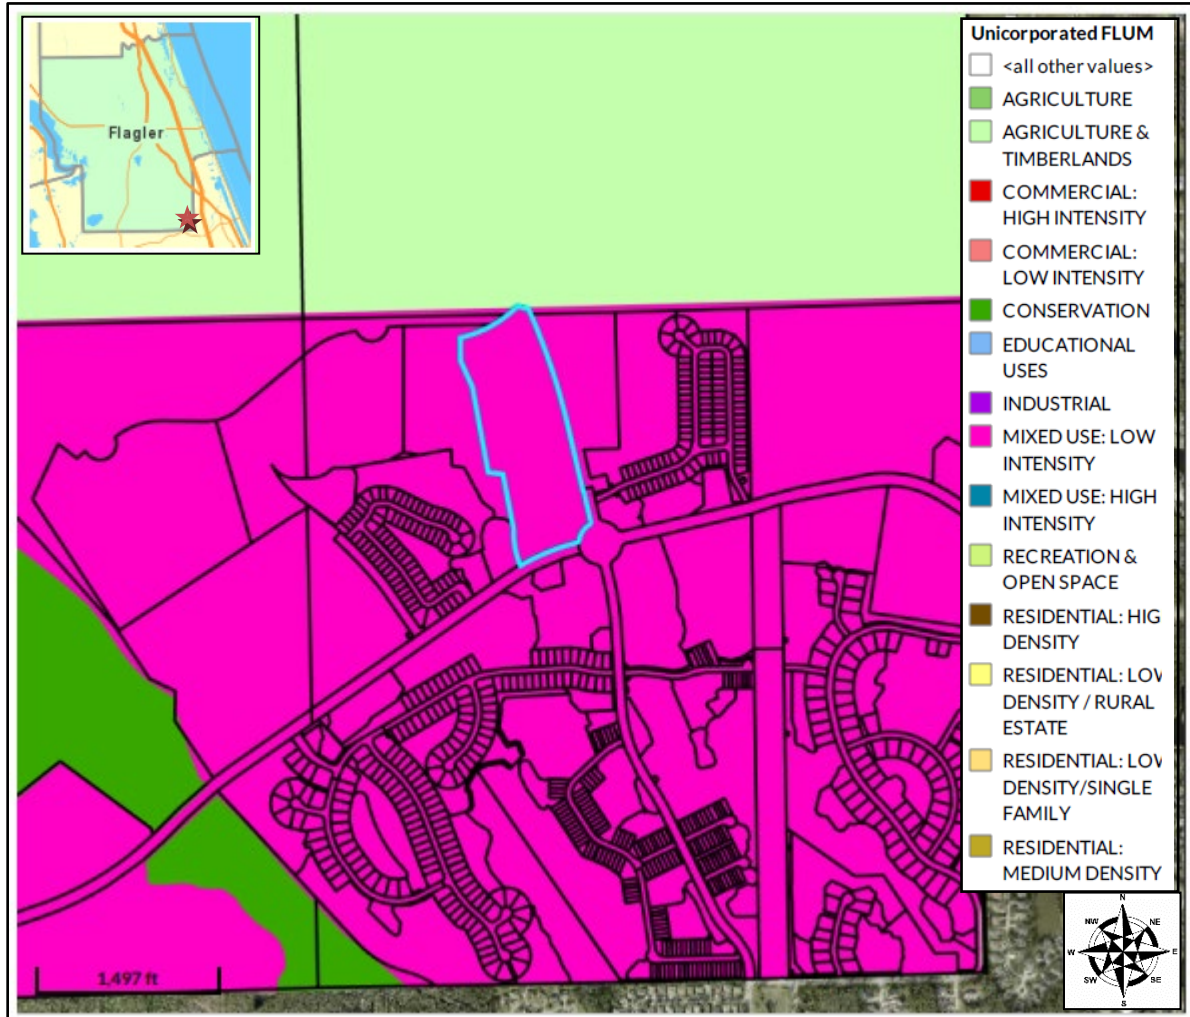 Flagler
Unicorporated FLUM
<all other values>
AGRICULTURE
AGRICULTURE &
TIMBERLANDS
COMMERCIAL:
HIGH INTENSITY
COMMERCIAL:
LOW INTENSITY
CONSERVATION
EDUCATIONAL
USES
INDUSTRIAL
MIXED USE: LOW
INTENSITY
MIXED USE: HIGH
INTENSITY
RECREATION &
OPEN SPACE
RESIDENTIAL: HIG
DENSITY
RESIDENTIAL: LOW
DENSITY / RURAL
ESTATE
RESIDENTIAL: LOW
DENSITY/SINGLE
FAMILY
RESIDENTIAL:
MEDIUM DENSITY
1,497 ft
N
NW NE
W E
SW SE
S